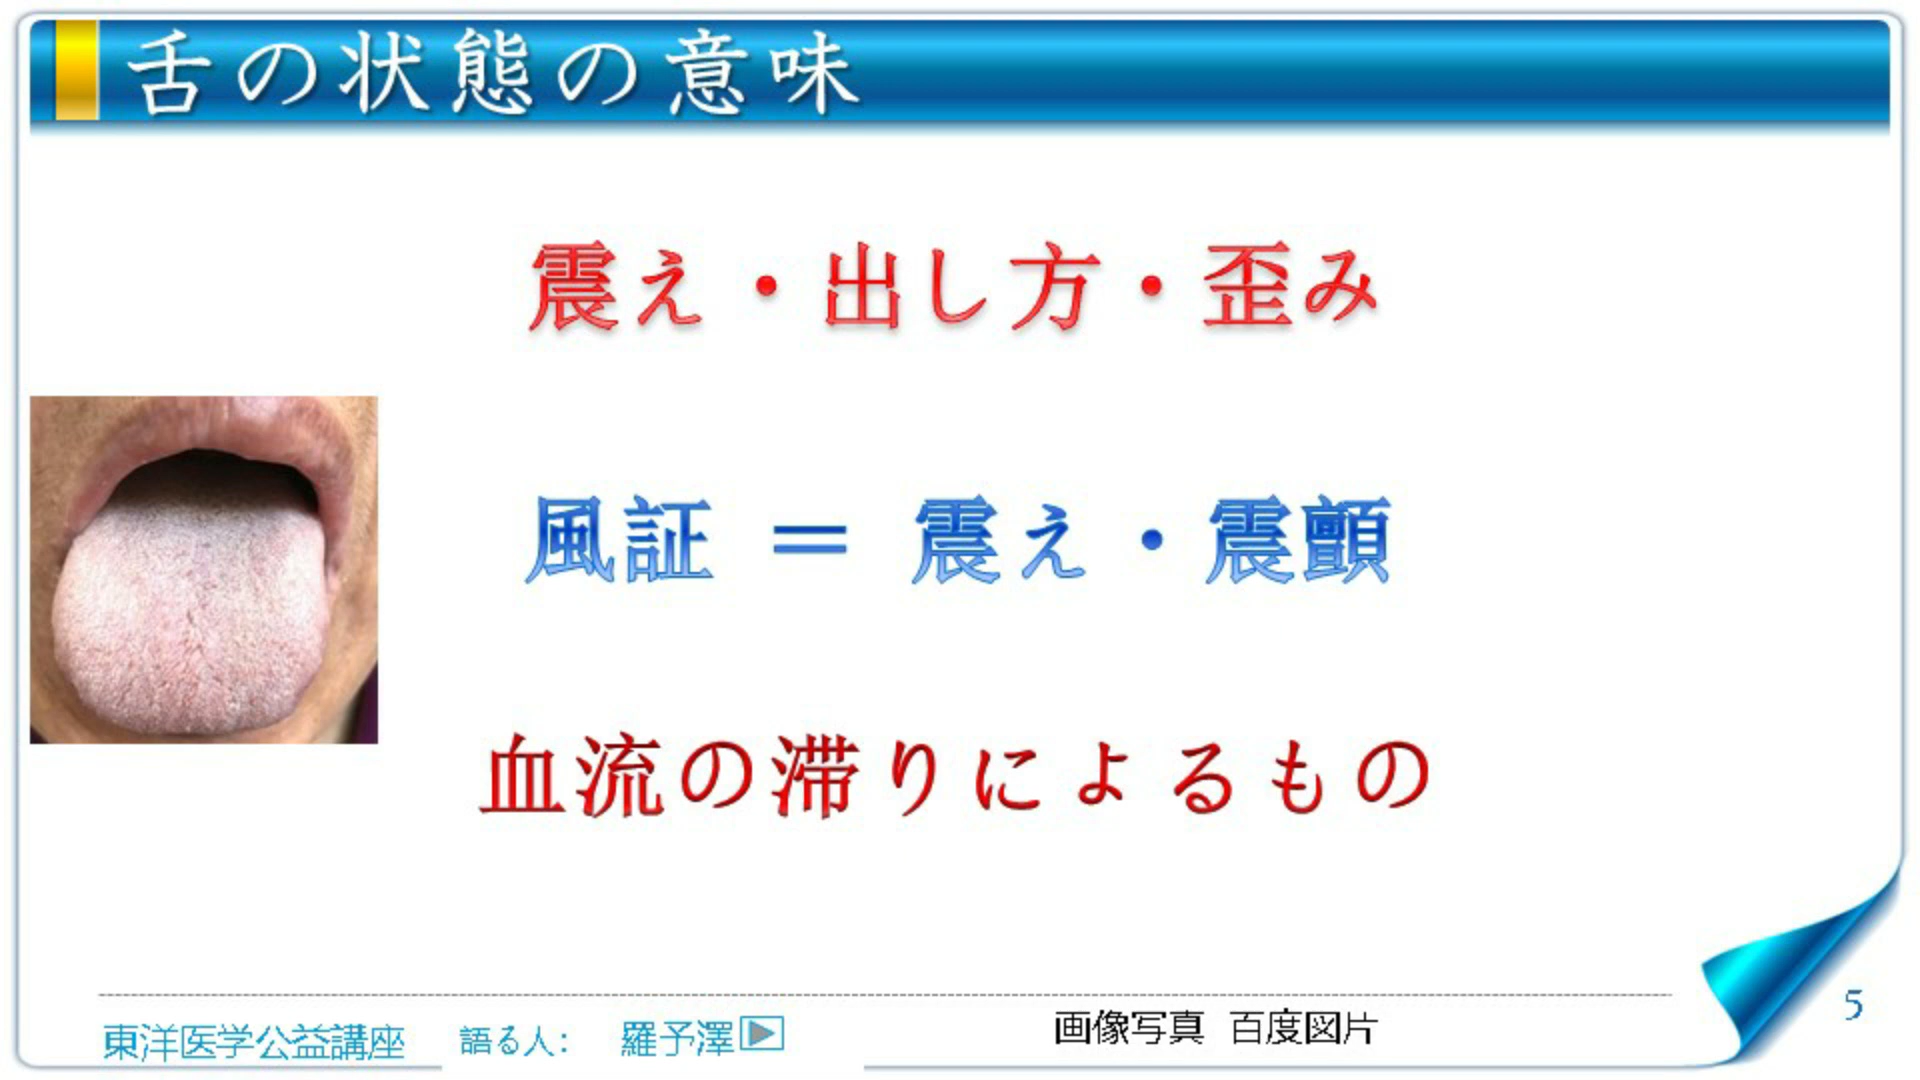 舌の状態の意味
震え・出し方・歪み
風証 ＝ 震え・震顫
血流の滞りによるもの
東洋医学公益講座 語る人： 羅予澤 画像写真 百度図片
5